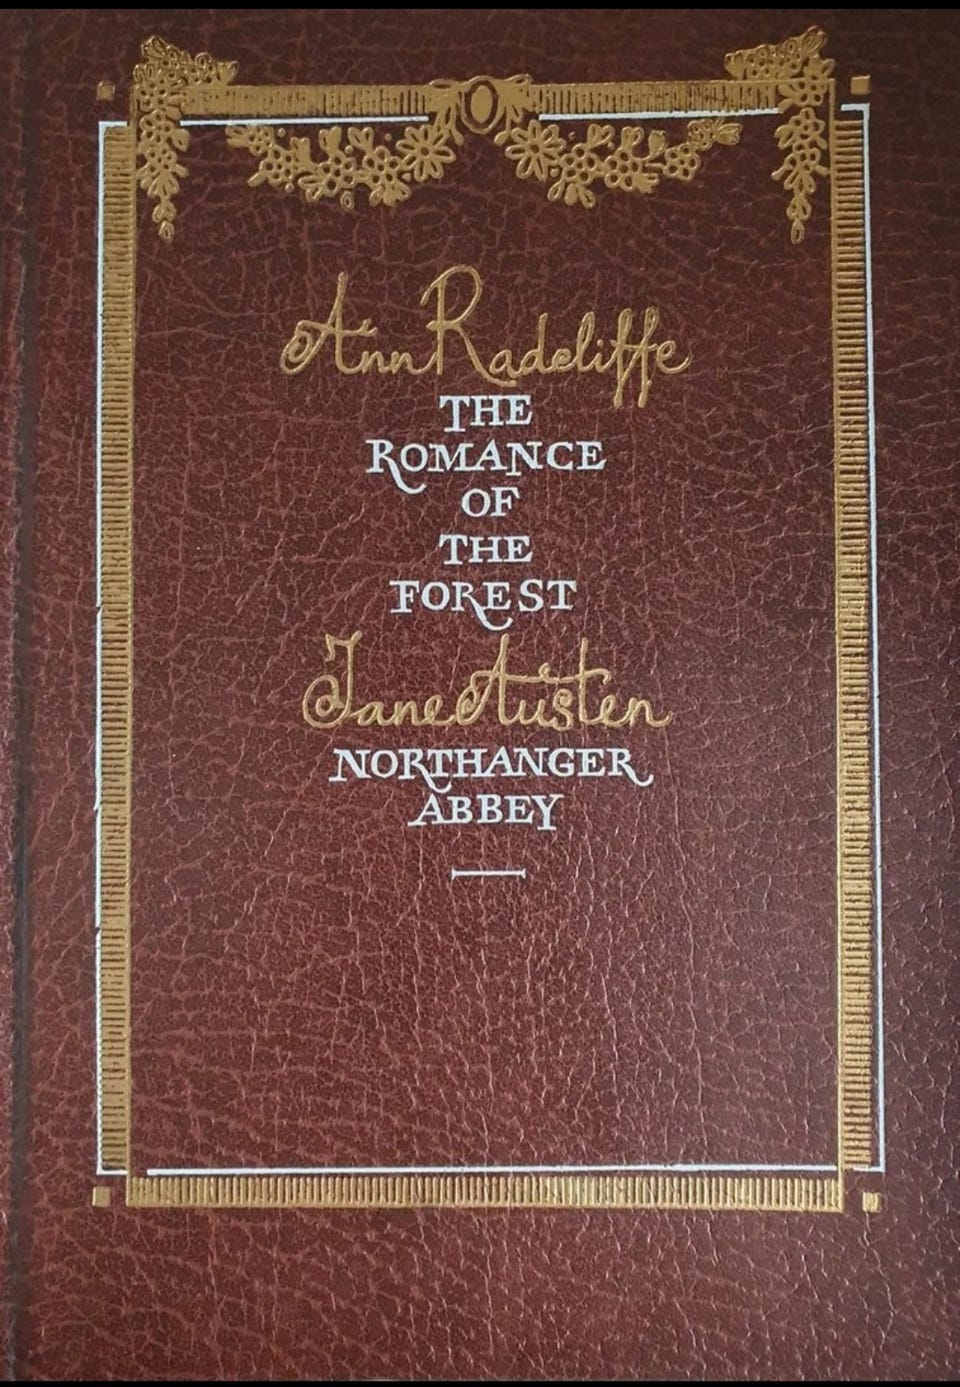 Ann Radcliffe
THE
ROMANCE
OF
THE
FOREST
Jane Austen
NORTHANGER
ABBEY